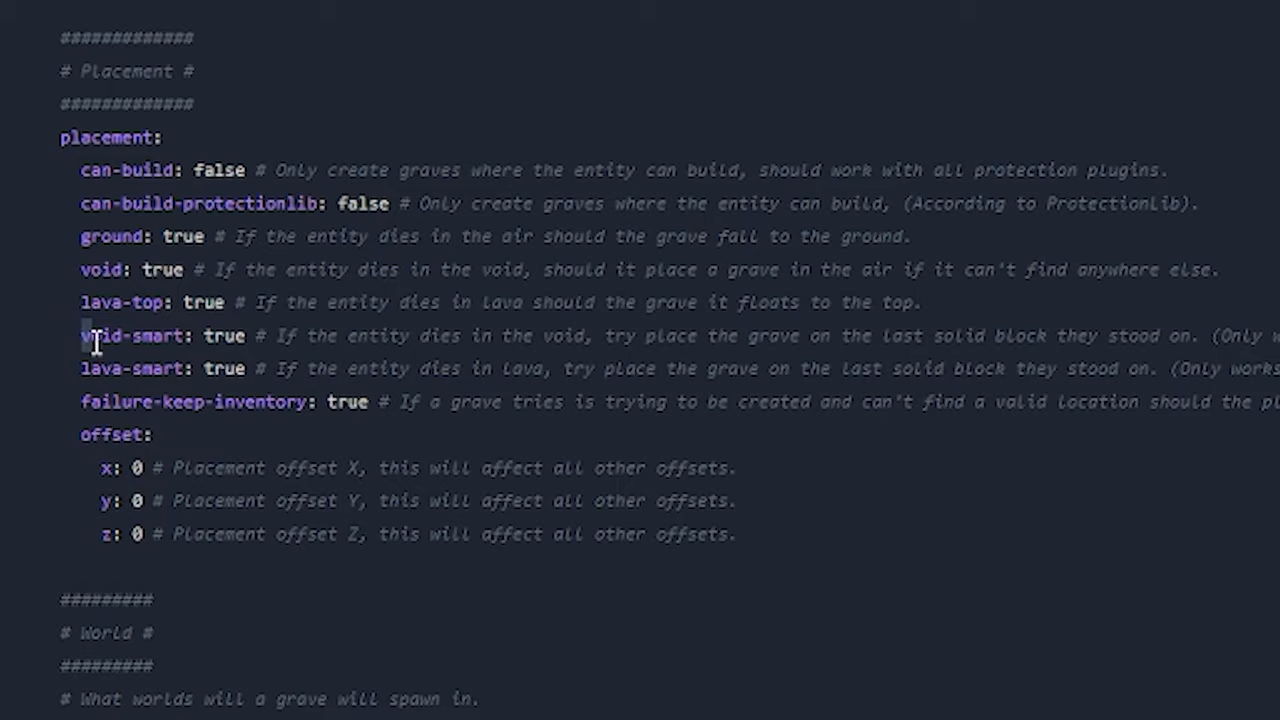 #############
# Placement #
#############
placement:
can-build: false # Only create graves where the entity can build, should work with all protection plugins.
can-build-protectionlib: false # Only create graves where the entity can build, (According to ProtectionLib).
ground: true # If the entity dies in the air should the grave fall to the ground.
void: true # If the entity dies in the void, should it place a grave in the air if it can't find anywhere else.
lava-top: true # If the entity dies in lava should the grave it floats to the top.
void-smart: true # If the entity dies in the void, try place the grave on the last solid block they stood on. (Only
lava-smart: true # If the entity dies in lava, try place the grave on the last solid block they stood on. (Only works
failure-keep-inventory: true # If a grave tries is trying to be created and can't find a valid location should the
offset:
x: 0 # Placement offset X, this will affect all other offsets.
y: 0 # Placement offset Y, this will affect all other offsets.
z: 0 # Placement offset Z, this will affect all other offsets.
#########
# World #
#########
# What worlds will a grave will spawn in.